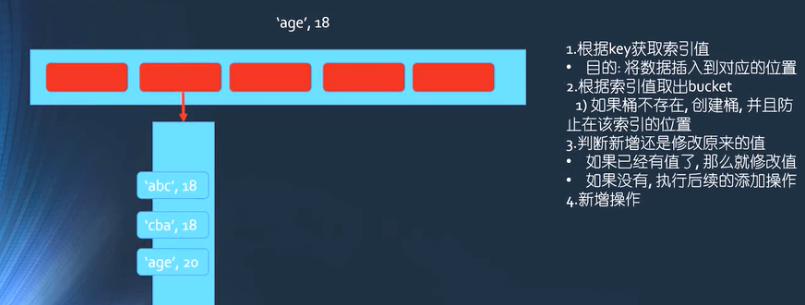 'age', 18
1.根据key获取索引值
• 目的: 将数据插入到对应的位置
2.根据索引值取出bucket
1) 如果桶不存在, 创建桶, 并且防
止在该索引的位置
3.判断新增还是修改原来的值
• 如果已经有值了, 那么就修改值
• 如果没有, 执行后续的添加操作
4.新增操作
'abc', 18
'cba', 18
'age', 20